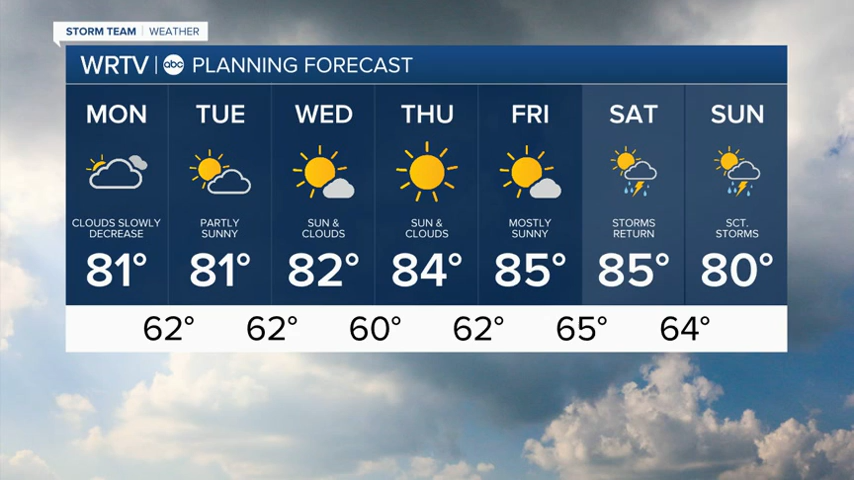 STORM TEAM | WEATHER
WRTV | abc PLANNING FORECAST
MON TUE WED THU FRI SAT SUN
CLOUDS SLOWLY DECREASE
PARTLY SUNNY
SUN & CLOUDS
SUN & CLOUDS
MOSTLY SUNNY
STORMS RETURN
SCT. STORMS
81° 81° 82° 84° 85° 85° 80°
62° 62° 60° 62° 65° 64°